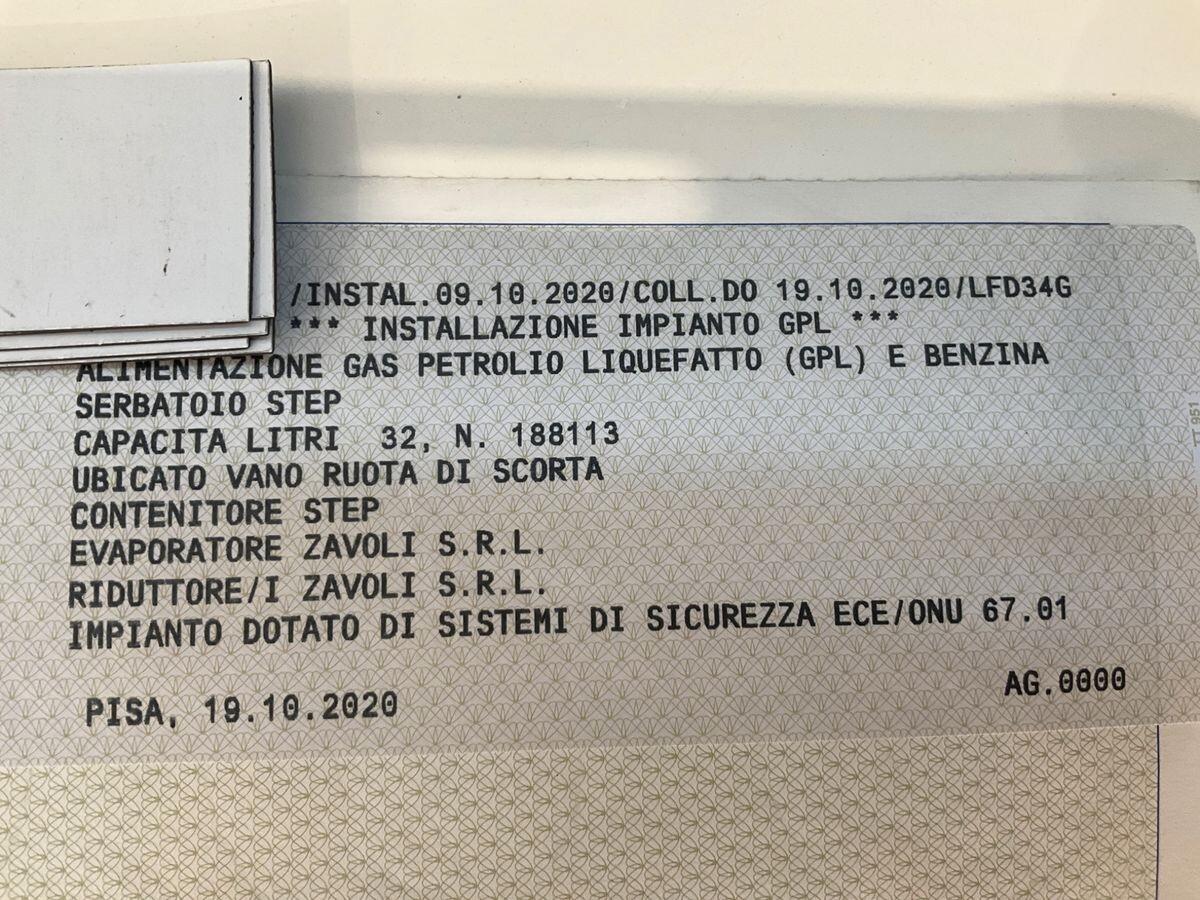 /INSTAL.09.10.2020/COLL.DO 19.10.2020/LFD34G
*** INSTALLAZIONE IMPIANTO GPL ***
ALIMENTAZIONE GAS PETROLIO LIQUEFATTO (GPL) E BENZINA
SERBATOIO STEP
CAPACITA LITRI 32, N. 188113
UBICATO VANO RUOTA DI SCORTA
CONTENITORE STEP
EVAPORATORE ZAVOLI S.R.L.
RIDUTTORE/I ZAVOLI S.R.L.
IMPIANTO DOTATO DI SISTEMI DI SICUREZZA ECE/ONU 67.01
AG.0000
PISA, 19.10.2020